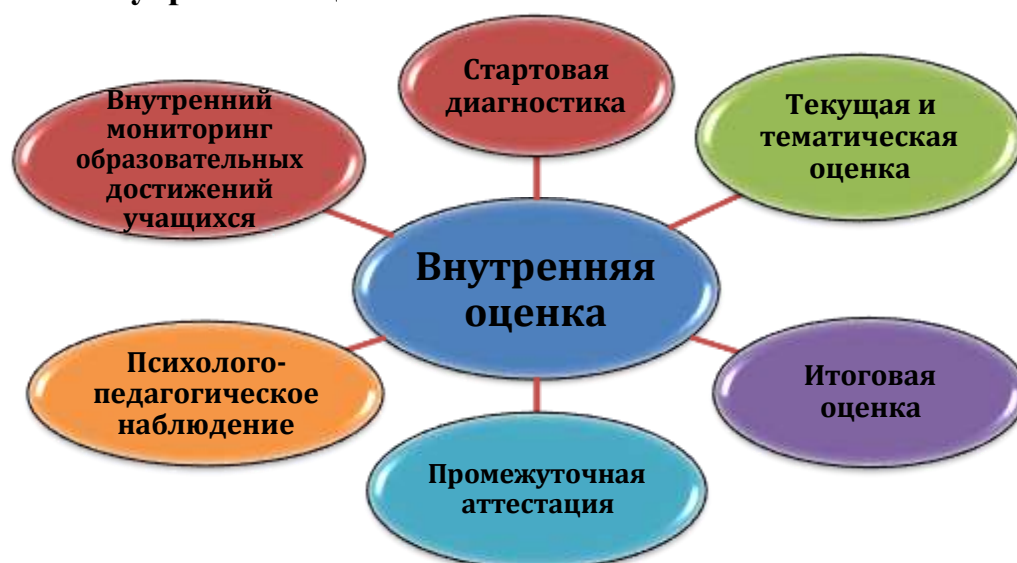 Стартовая
диагностика
Внутренний
мониторинг
образовательных
достижений
учащихся
Текущая и
тематическая
оценка
Внутренняя
оценка
Психолого-
педагогическое
наблюдение
Итоговая
оценка
Промежуточная
аттестация